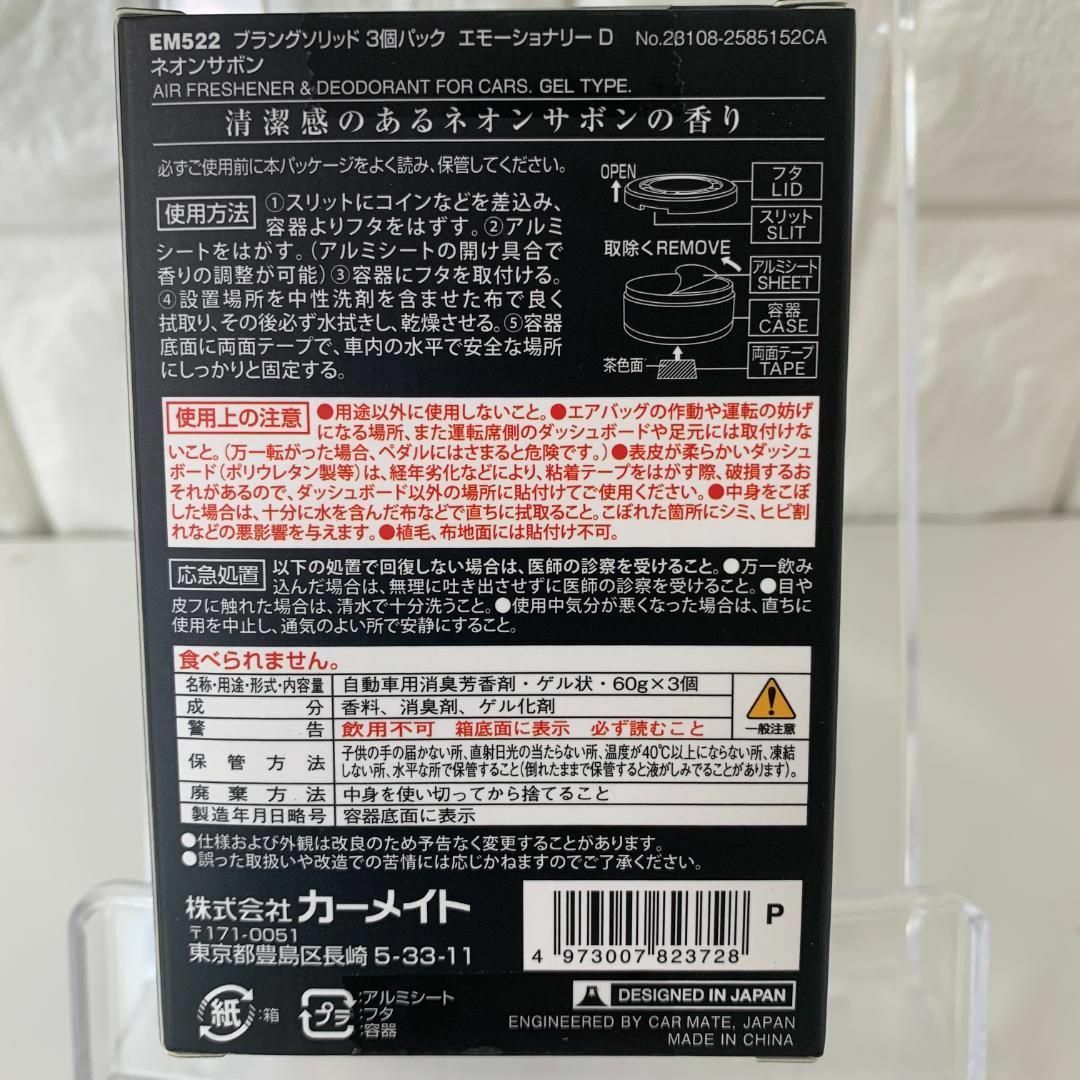 EM522 ブラングソリッド 3個パック エモーショナリー D No.23108-2585152CA
ネオンサボン
AIR FRESHENER & DEODORANT FOR CARS. GEL TYPE.
清潔感のあるネオンサボンの香り
必ずご使用前に本パッケージをよく読み、保管してください。
使用方法 ①スリットにコインなどを差込み、
容器よりフタをはずす。②アルミ
シートをはがす。(アルミシートの開け具合で
香りの調整が可能)③容器にフタを取付ける。
④設置場所を中性洗剤を含ませた布で良く
拭取り、その後必ず水拭きし、乾燥させる。⑤容器
底面に両面テープで、車内の水平で安全な場所
にしっかりと固定する。
OPEN
フタ
LID
スリット
SLIT
取除くREMOVE
アルミシート
SHEET
容器
CASE
両面テープ
TAPE
茶色面
使用上の注意 ●用途以外に使用しないこと。●エアバッグの作動や運転の妨げ
になる場所、また運転席側のダッシュボードや足元には取付けな
いこと。(万一転がった場合、ペダルにはさまると危険です。)●表皮が柔らかいダッシュ
ボード(ポリウレタン製等)は、経年劣化などにより、粘着テープをはがす際、破損するお
それがあるので、ダッシュボード以外の場所に貼付けてご使用ください。●中身をこぼ
した場合は、十分に水を含んだ布などで直ちに拭取ること。こぼれた箇所にシミ、ヒビ割
れなどの悪影響を与えます。●植毛、布地面には貼付け不可。
応急処置 以下の処置で回復しない場合は、医師の診察を受けること。●万一飲み
込んだ場合は、無理に吐き出させずに医師の診察を受けること。●目や
皮フに触れた場合は、清水で十分洗うこと。●使用中気分が悪くなった場合は、直ちに
使用を中止し、通気のよい所で安静にすること。
食べられません。
名称・用途・形式・内容量 自動車用消臭芳香剤・ゲル状・60g×3個
成分 香料、消臭剤、ゲル化剤
警告 飲用不可 箱底面に表示 必ず読むこと
一般注意
保管方法 子供の手の届かない所、直射日光の当たらない所、温度が40℃以上にならない所、凍結
しない所、水平な所で保管すること(倒れたままで保管すると液がしみでることがあります)。
廃棄方法 中身を使い切ってから捨てること
製造年月日略号 容器底面に表示
●仕様および外観は改良のため予告なく変更することがあります。
●誤った取扱いや改造での苦情には応じかねますのでご了承ください。
株式会社 カーメイト
〒171-0051
東京都豊島区長崎 5-33-11
4 973007 823728
P
紙 :箱
プラ :アルミシート
:フタ
:容器
DESIGNED IN JAPAN
ENGINEERED BY CAR MATE, JAPAN
MADE IN CHINA